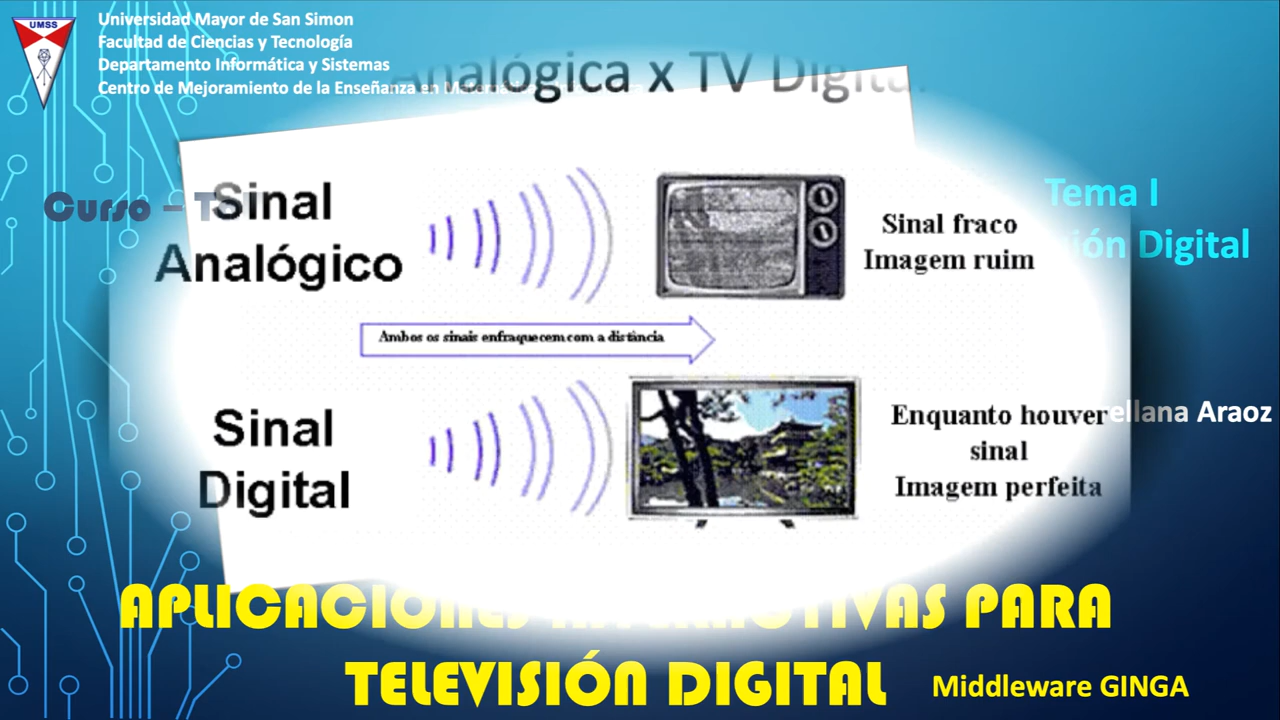 UMSS
Universidad Mayor de San Simon
Facultad de Ciencias y Tecnología
Departamento Informática y Sistemas
Centro de Mejoramiento de la Enseñanza en
Analógica x TV Digital
Curso –
Tema I
Digital
Sinal
Analógico
Sinal fraco
Imagem ruim
Ambos os sinais enfraquecem com a distância
Sinal
Digital
Enquanto houver
sinal
Imagem perfeita
Araoz
APLICACIONES INTERACTIVAS PARA
TELEVISIÓN DIGITAL
Middleware GINGA